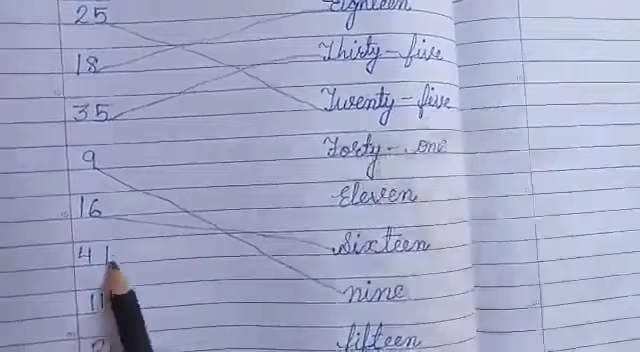 25 Eighteen
18 Thirty-five
35 Twenty-five
9 Forty-one
16 Eleven
41 Sixteen
11 nine
fifteen